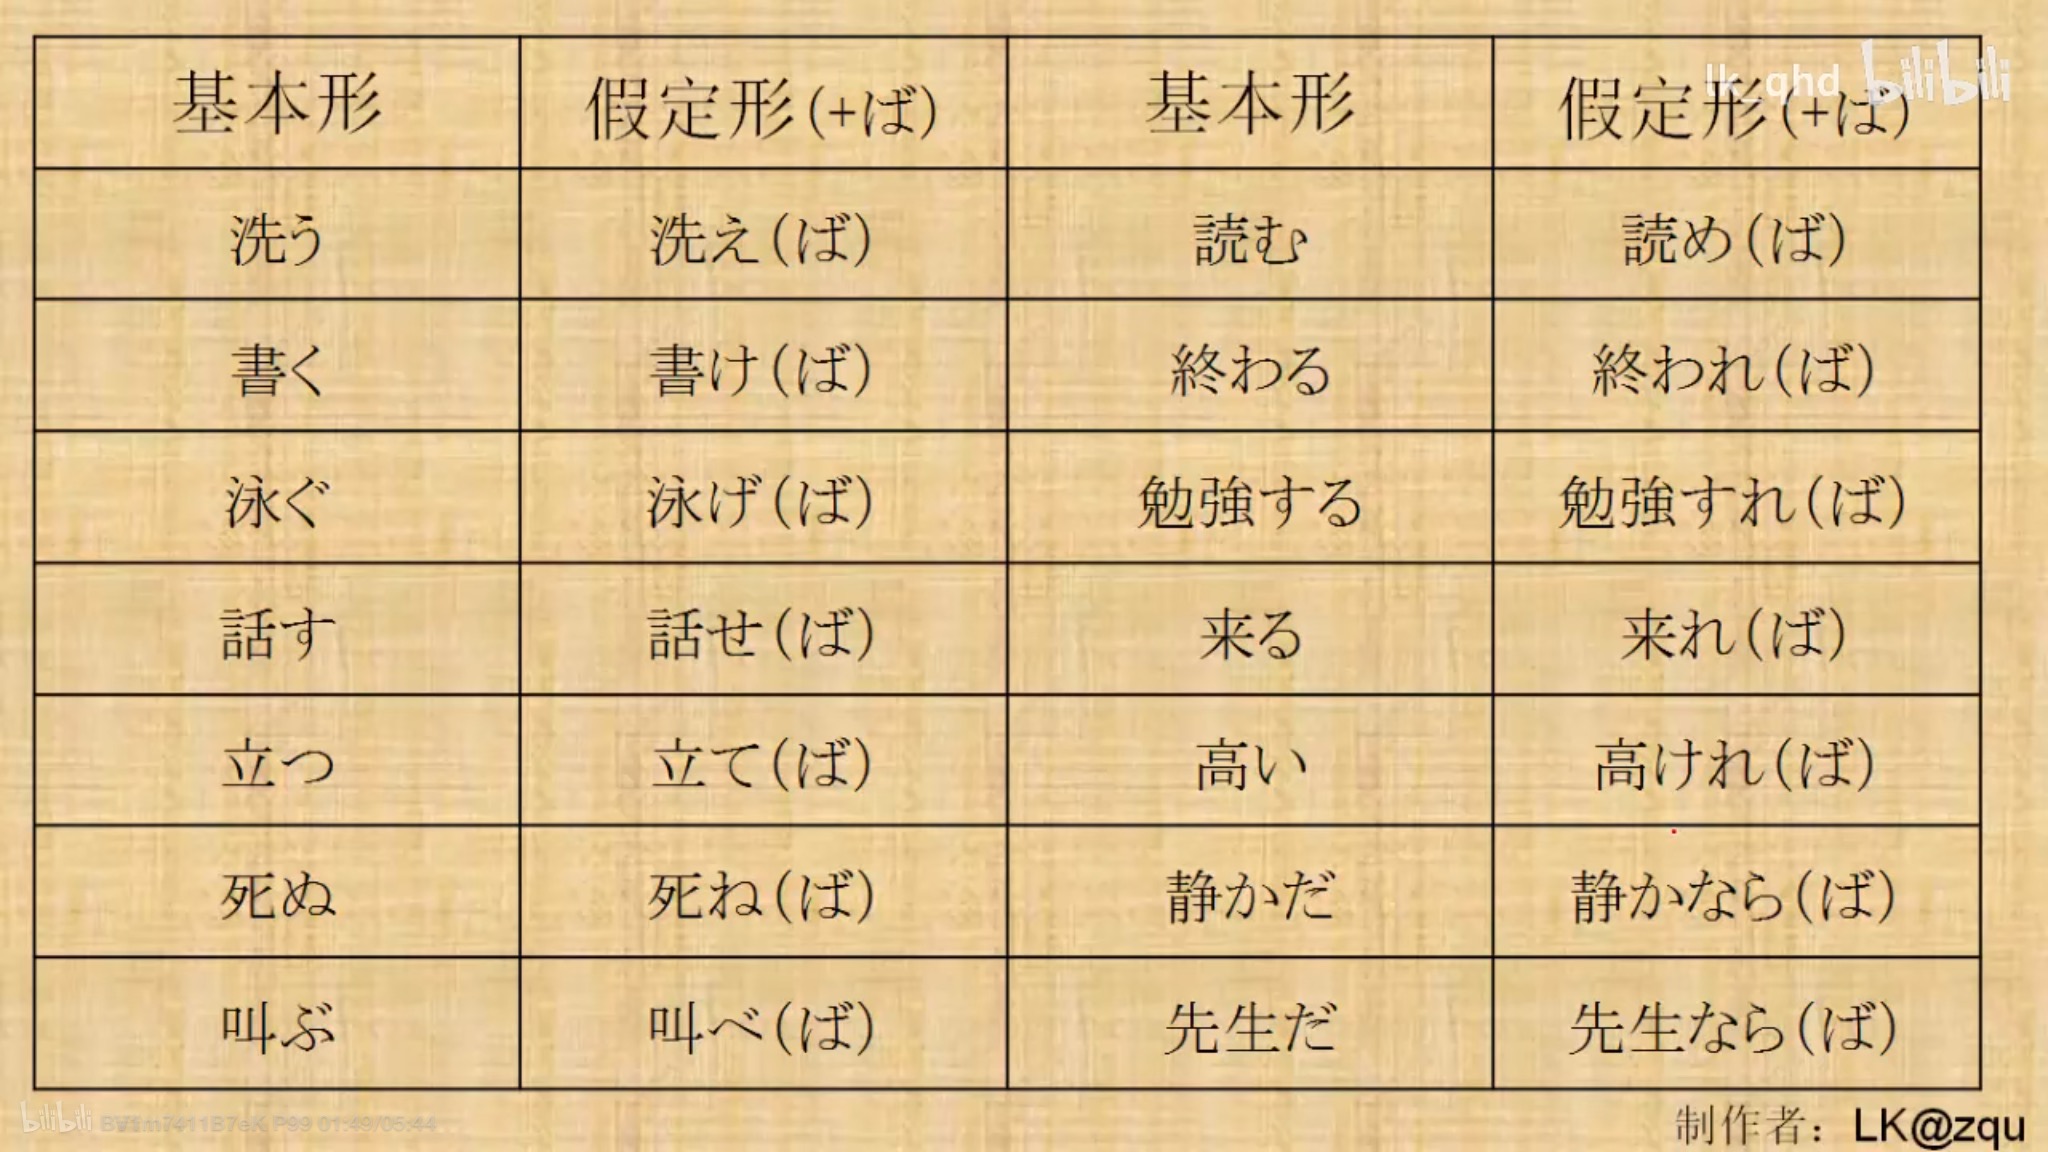 lk_qhd bilibili
基本形 假定形(+ば) 基本形 假定形(+ば)
洗う 洗え(ば) 読む 読め(ば)
書く 書け(ば) 終わる 終われ(ば)
泳ぐ 泳げ(ば) 勉強する 勉強すれ(ば)
話す 話せ(ば) 来る 来れ(ば)
立つ 立て(ば) 高い 高けれ(ば)
死ぬ 死ね(ば) 静かだ 静かなら(ば)
叫ぶ 叫べ(ば) 先生だ 先生なら(ば)
bilibili P99 01:49/05:44
制作者：LK@zqu